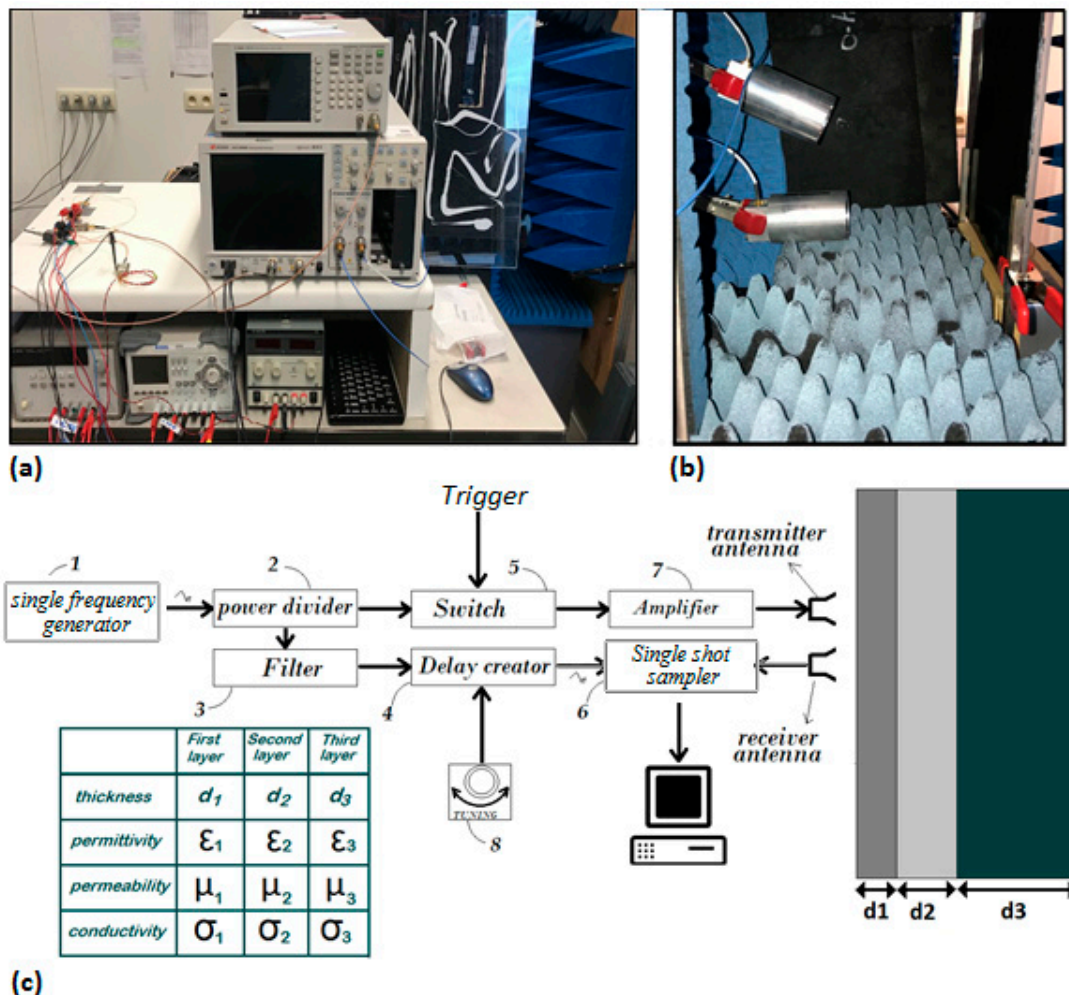 (a)
(b)
Trigger
transmitter
antenna
1
2
5
7
single frequency
generator
power divider
Switch
Amplifier
Filter
Delay creator
Single shot
sampler
3
4
6
receiver
antenna
First layer
Second layer
Third layer
thickness
d1
d2
d3
permittivity
ε1
ε2
ε3
permeability
μ1
μ2
μ3
conductivity
σ1
σ2
σ3
TUNING
8
d1
d2
d3
(c)